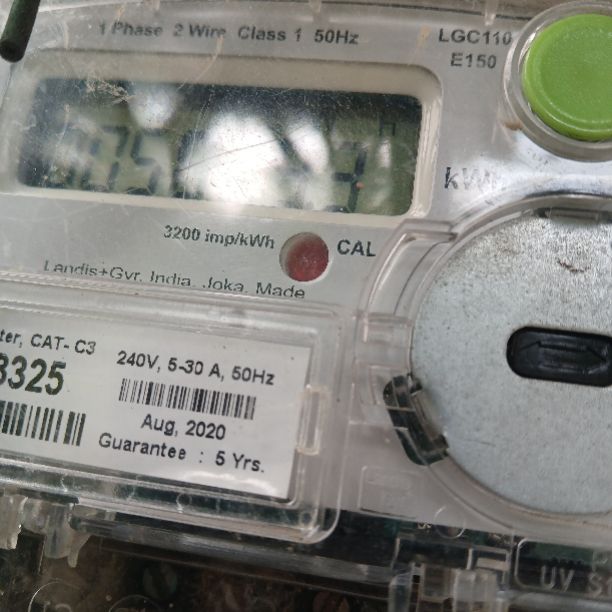 1 Phase 2 Wire Class 1 50Hz
LGC110
E150
kWh
3200 imp/kWh
CAL
Landis+Gyr, India, Joka, Made
ter, CAT- C3
3325
240V, 5-30 A, 50Hz
Aug, 2020
Guarantee : 5 Yrs.
UV S